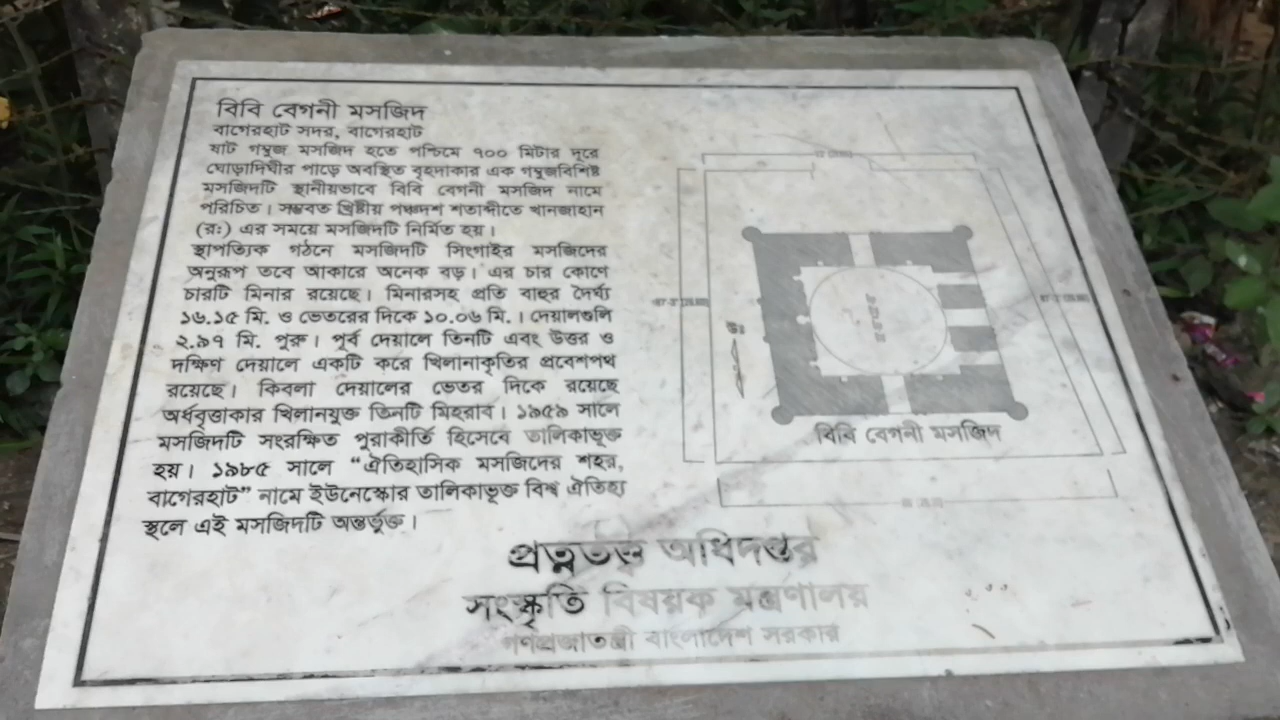 বিবি বেগনী মসজিদ
বাগেরহাট সদর, বাগেরহাট
ষাট গম্বুজ মসজিদ হতে পশ্চিমে ৭০০ মিটার দূরে
ঘোড়াদিঘীর পাড়ে অবস্থিত বৃহদাকার এক গম্বুজবিশিষ্ট
মসজিদটি স্থানীয়ভাবে বিবি বেগনী মসজিদ নামে
পরিচিত। সম্ভবত খ্রিষ্টীয় পঞ্চদশ শতাব্দীতে খানজাহান
(রঃ) এর সময়ে মসজিদটি নির্মিত হয়।
স্থাপত্যিক গঠনে মসজিদটি সিংগাইর মসজিদের
অনুরূপ তবে আকারে অনেক বড়। এর চার কোণে
চারটি মিনার রয়েছে। মিনারসহ প্রতি বাহুর দৈর্ঘ্য
১৬.১৫ মি. ও ভেতরের দিকে ১০.০৬ মি.। দেয়ালগুলি
২.৯৭ মি. পুরু। পূর্ব দেয়ালে তিনটি এবং উত্তর ও
দক্ষিণ দেয়ালে একটি করে খিলানাকৃতির প্রবেশপথ
রয়েছে। কিবলা দেয়ালের ভেতর দিকে রয়েছে
অর্ধবৃত্তাকার খিলানযুক্ত তিনটি মিহরাব। ১৯৫৯ সালে
মসজিদটি সংরক্ষিত পুরাকীর্তি হিসেবে তালিকাভূক্ত
হয়। ১৯৮৫ সালে “ঐতিহাসিক মসজিদের শহর,
বাগেরহাট” নামে ইউনেস্কোর তালিকাভূক্ত বিশ্ব ঐতিহ্য
স্থলে এই মসজিদটি অন্তর্ভুক্ত।
বিবি বেগনী মসজিদ
প্রত্নতত্ত্ব অধিদপ্তর
সংস্কৃতি বিষয়ক মন্ত্রণালয়
গণপ্রজাতন্ত্রী বাংলাদেশ সরকার